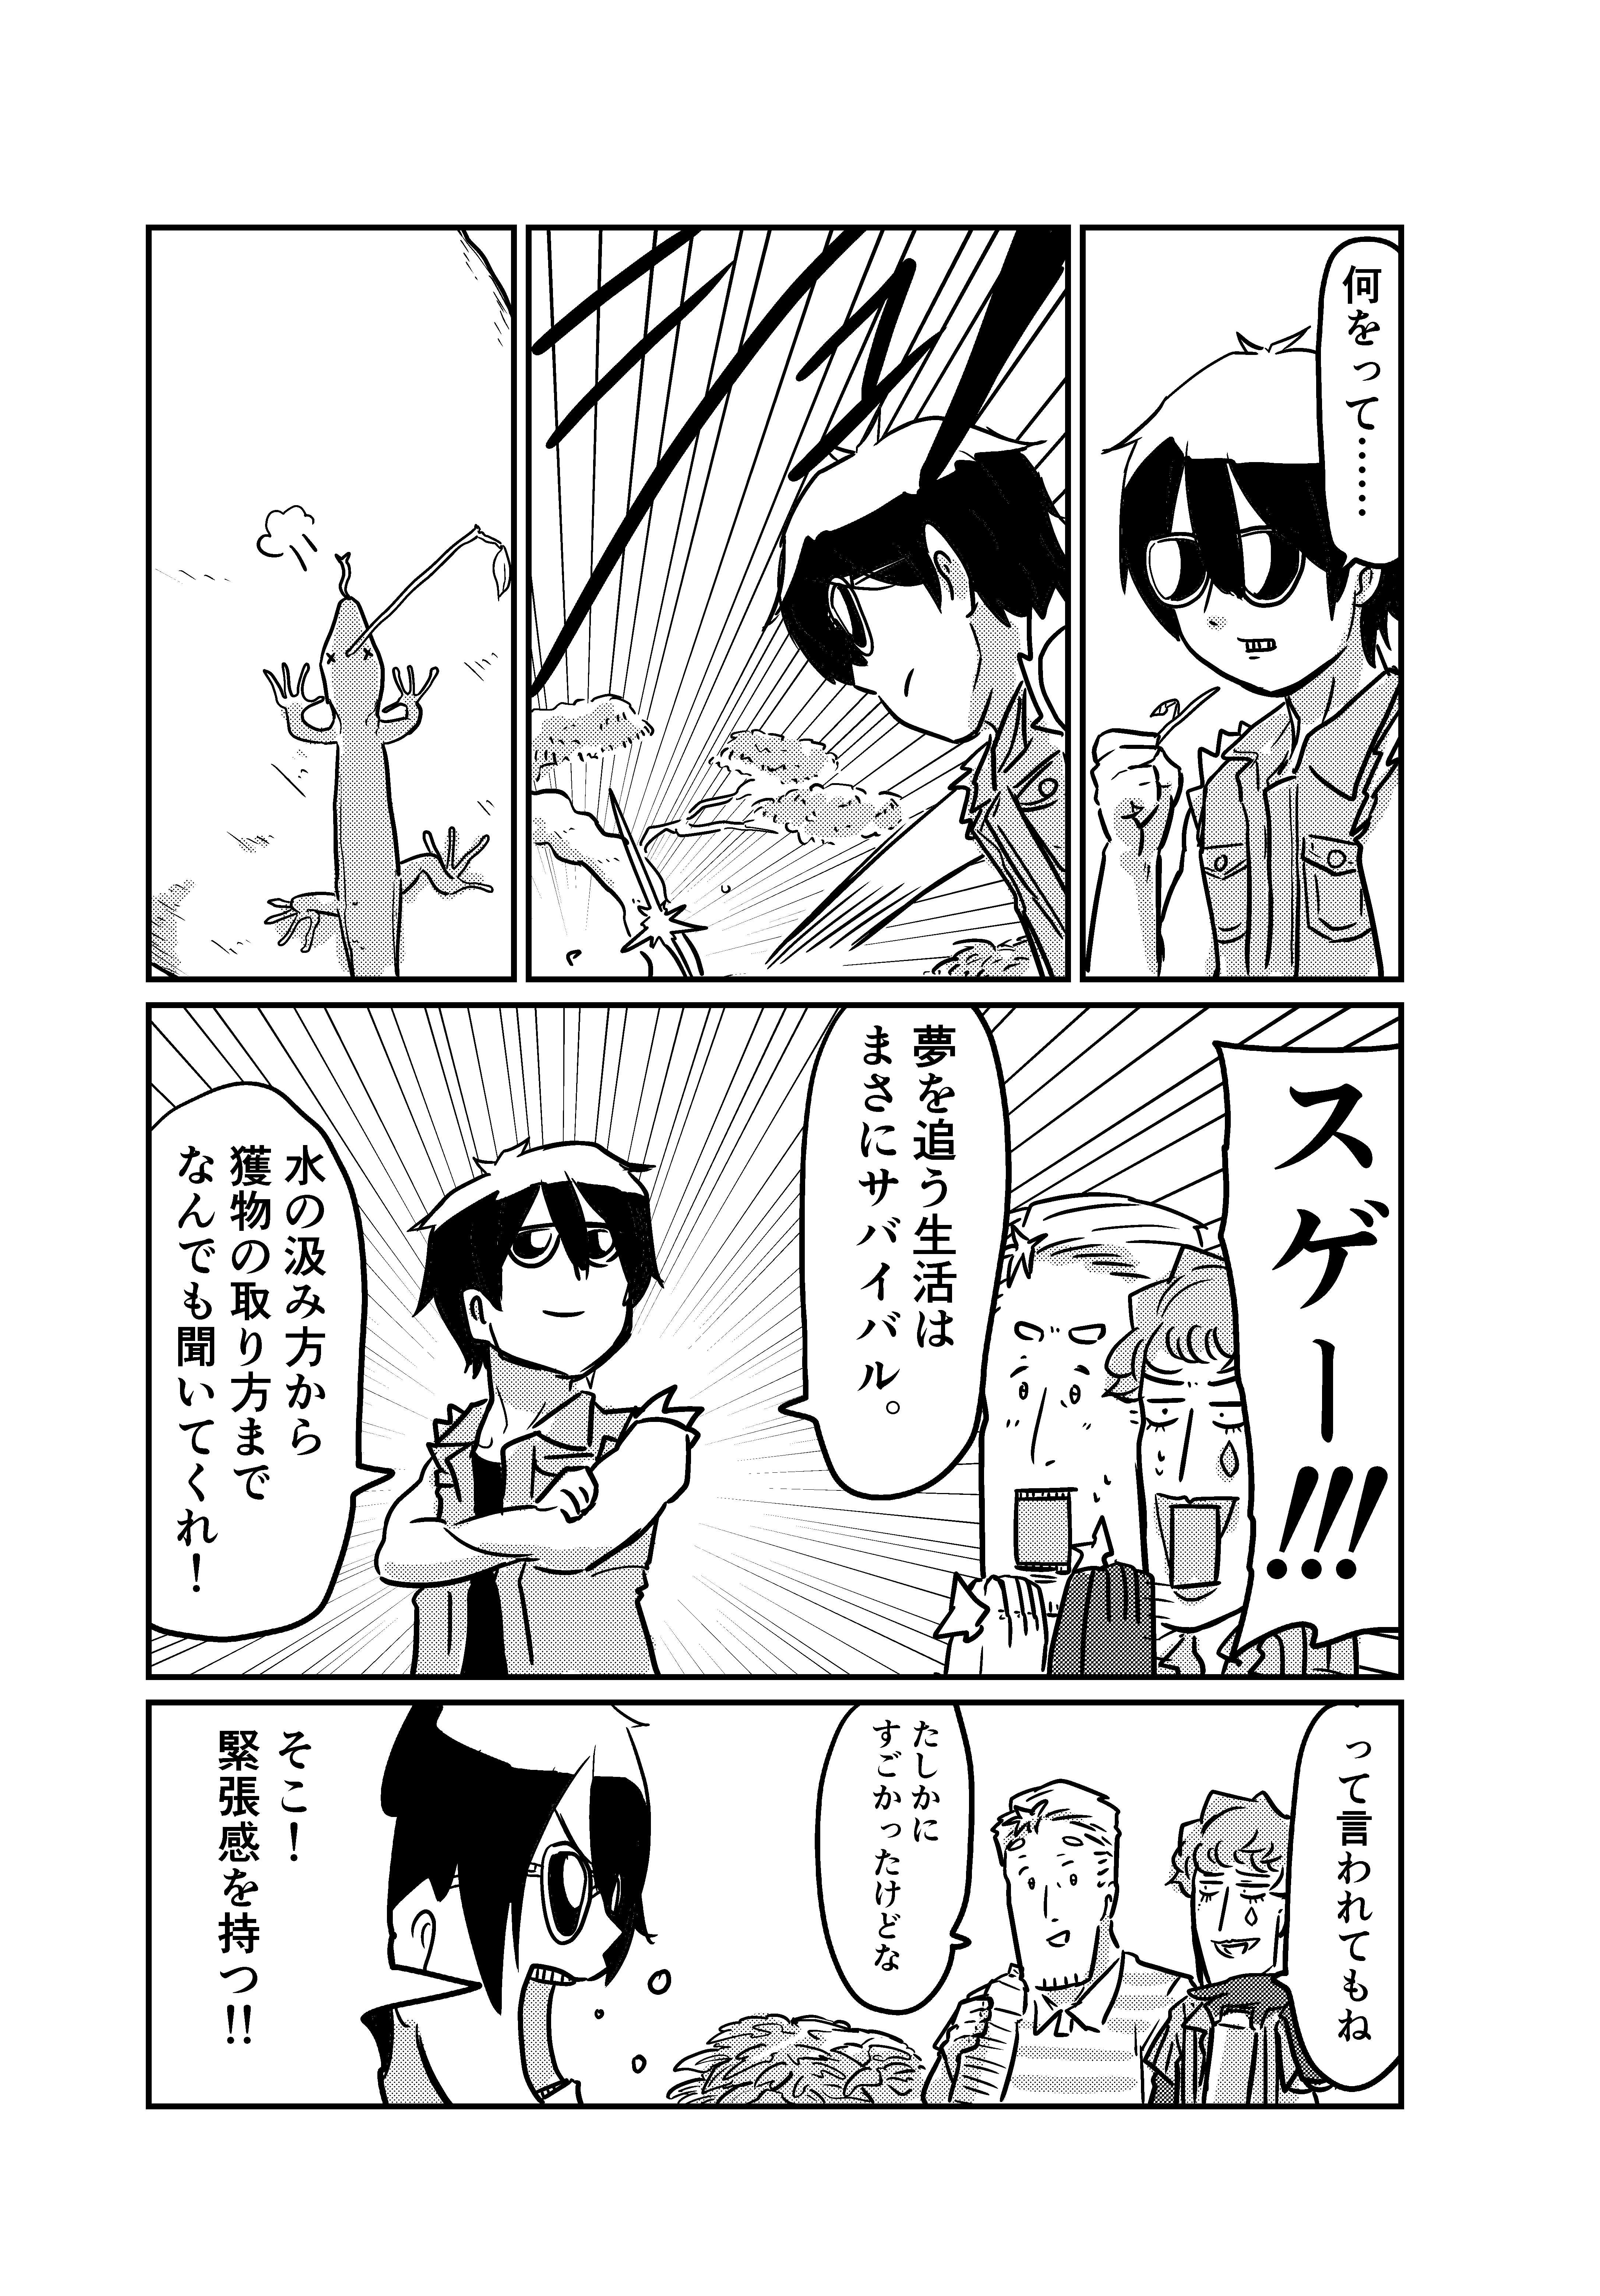 何をって……
スゲー!!!
夢を追う生活は
まさにサバイバル。
水の汲み方から
獲物の取り方まで
なんでも聞いてくれ！
って言われてもね
たしかに
すごかったけどな
そこ！
緊張感を持つ!!